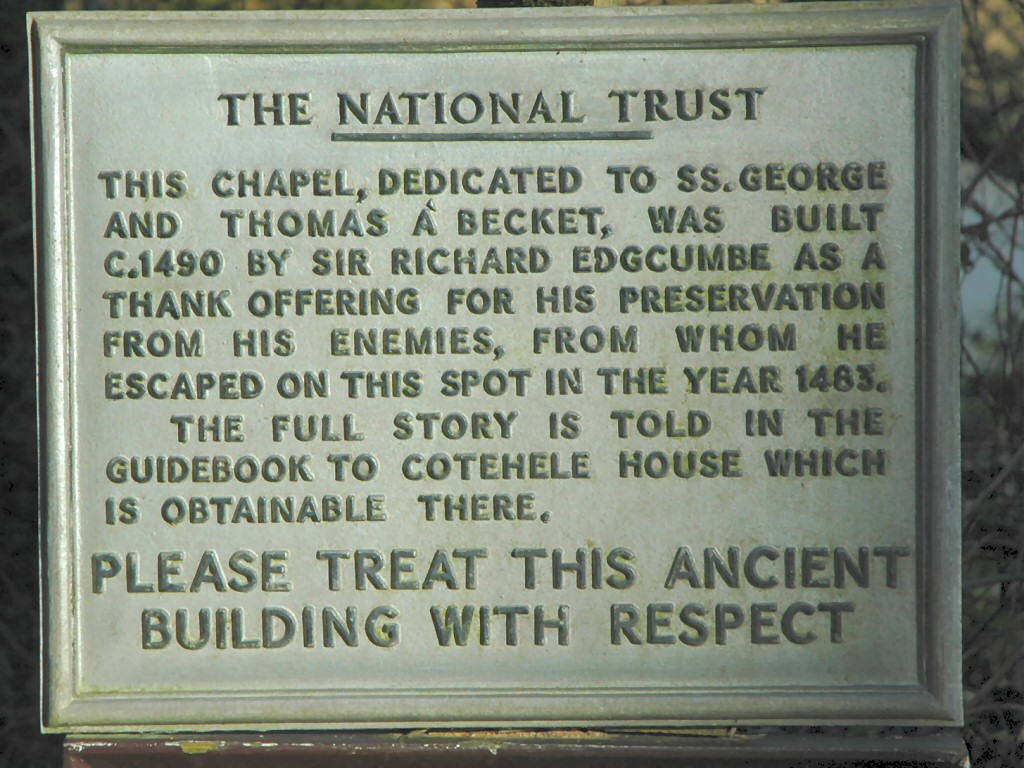 THE NATIONAL TRUST
THIS CHAPEL, DEDICATED TO SS. GEORGE
AND THOMAS À BECKET, WAS BUILT
C.1490 BY SIR RICHARD EDGCUMBE AS A
THANK OFFERING FOR HIS PRESERVATION
FROM HIS ENEMIES, FROM WHOM HE
ESCAPED ON THIS SPOT IN THE YEAR 1483.
THE FULL STORY IS TOLD IN THE
GUIDEBOOK TO COTEHELE HOUSE WHICH
IS OBTAINABLE THERE.
PLEASE TREAT THIS ANCIENT
BUILDING WITH RESPECT